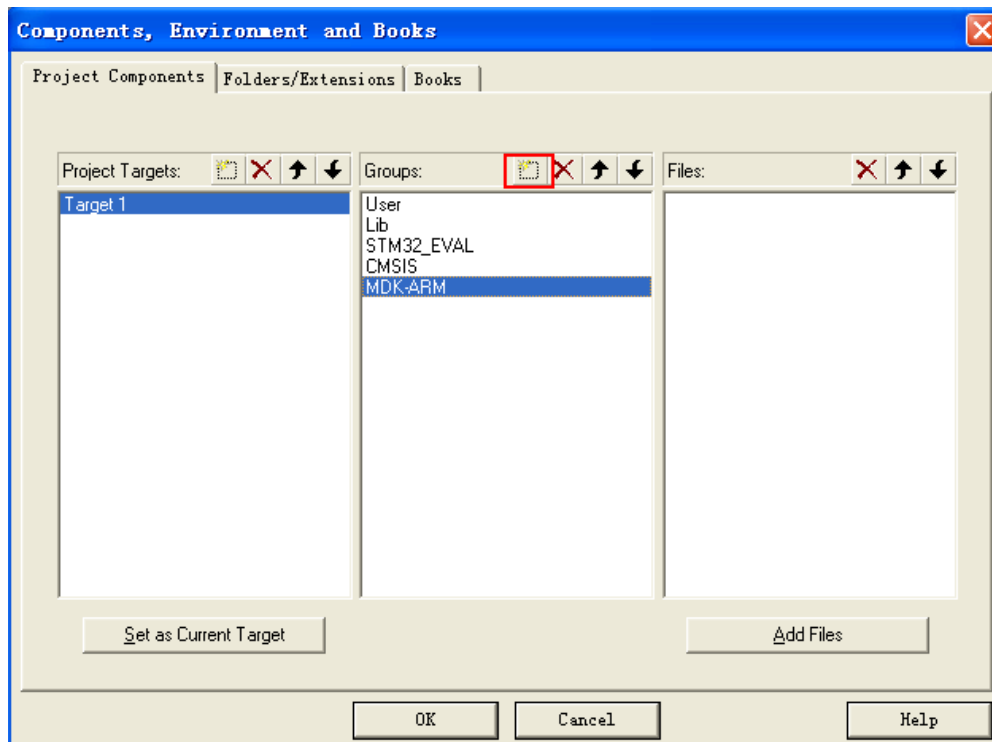 Components, Environment and Books
Project Components Folders/Extensions Books
Project Targets: Groups: Files:
Target 1
User
Lib
STM32_EVAL
CMSIS
MDK-ARM
Set as Current Target Add Files
OK Cancel Help